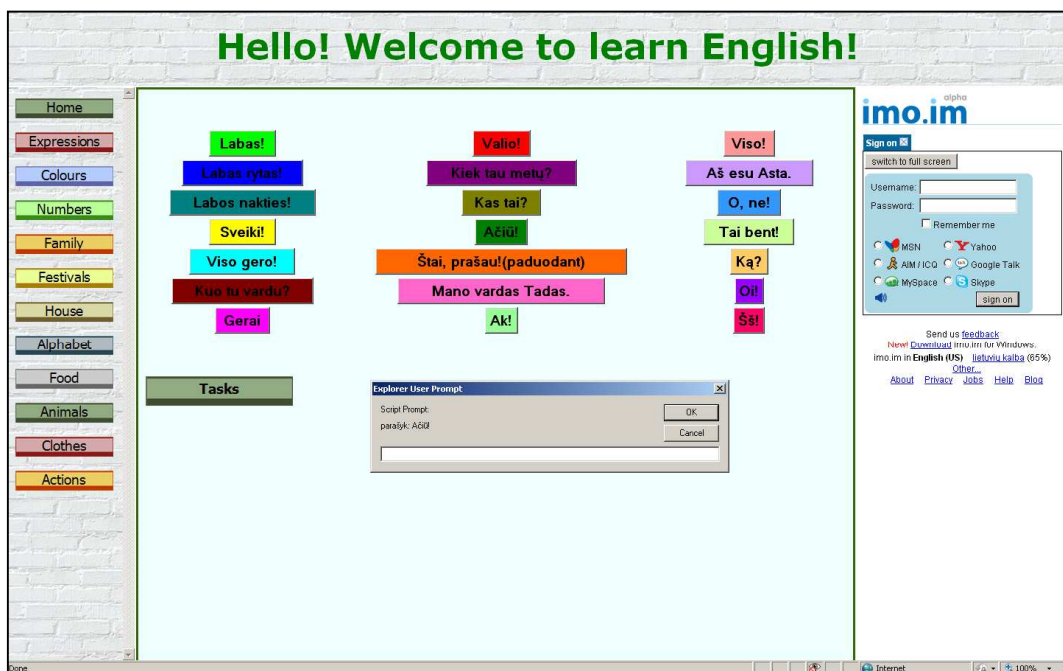 Hello! Welcome to learn English!
Home
Expressions
Colours
Numbers
Family
Festivals
House
Alphabet
Food
Animals
Clothes
Actions
Labas! Valio! Viso!
Labas rytas! Kiek tau metų? Aš esu Asta.
Labos nakties! Kas tai? O, ne!
Sveiki! Ačiū! Tai bent!
Viso gero! Štai, prašau!(paduodant) Ką?
Kuo tu vardu? Mano vardas Tadas. Oi!
Gerai Ak! Šš!
Tasks
Explorer User Prompt
Script Prompt:
parašyk: Ačiū!
OK
Cancel
alpha
imo.im
Sign on
switch to full screen
Username:
Password:
Remember me
MSN Yahoo
AIM / ICQ Google Talk
MySpace Skype
sign on
Send us feedback
New! Download imo.im for Windows.
imo.im in English (US) lietuvių kalba (65%)
Other...
About Privacy Jobs Help Blog
Done Internet 100%